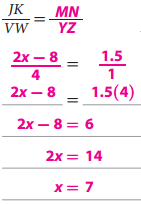 JK/VW = MN/YZ
2x – 8/4 = 1.5/1
2x – 8 = 1.5(4)
2x – 8 = 6
2x = 14
x = 7